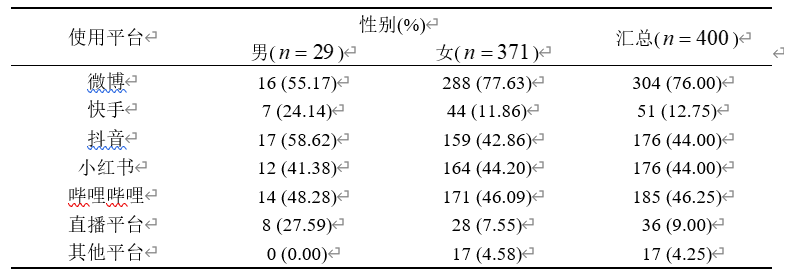 使用平台 性别(%) 汇总(n = 400)
男(n = 29) 女(n = 371)
微博 16 (55.17) 288 (77.63) 304 (76.00)
快手 7 (24.14) 44 (11.86) 51 (12.75)
抖音 17 (58.62) 159 (42.86) 176 (44.00)
小红书 12 (41.38) 164 (44.20) 176 (44.00)
哔哩哔哩 14 (48.28) 171 (46.09) 185 (46.25)
直播平台 8 (27.59) 28 (7.55) 36 (9.00)
其他平台 0 (0.00) 17 (4.58) 17 (4.25)